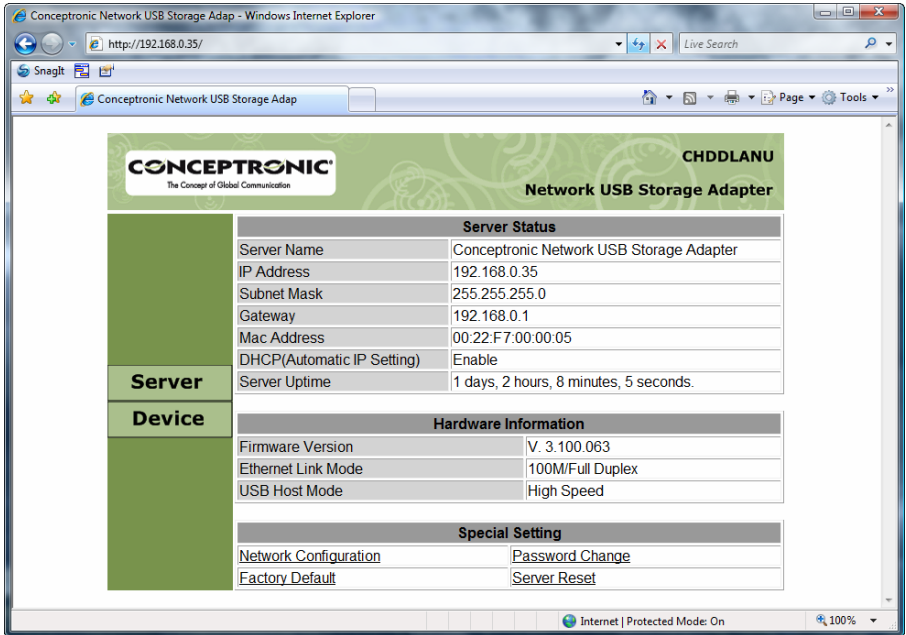 Conceptronic Network USB Storage Adap - Windows Internet Explorer
http://192.168.0.35/
Live Search
SnagIt
Conceptronic Network USB Storage Adap
Page
Tools
CONCEPTRONIC
The Concept of Global Communication
CHDDLANU
Network USB Storage Adapter
Server
Device
Server Status
Server Name Conceptronic Network USB Storage Adapter
IP Address 192.168.0.35
Subnet Mask 255.255.255.0
Gateway 192.168.0.1
Mac Address 00:22:F7:00:00:05
DHCP(Automatic IP Setting) Enable
Server Uptime 1 days, 2 hours, 8 minutes, 5 seconds.
Hardware Information
Firmware Version V. 3.100.063
Ethernet Link Mode 100M/Full Duplex
USB Host Mode High Speed
Special Setting
Network Configuration Password Change
Factory Default Server Reset
Internet | Protected Mode: On
100%